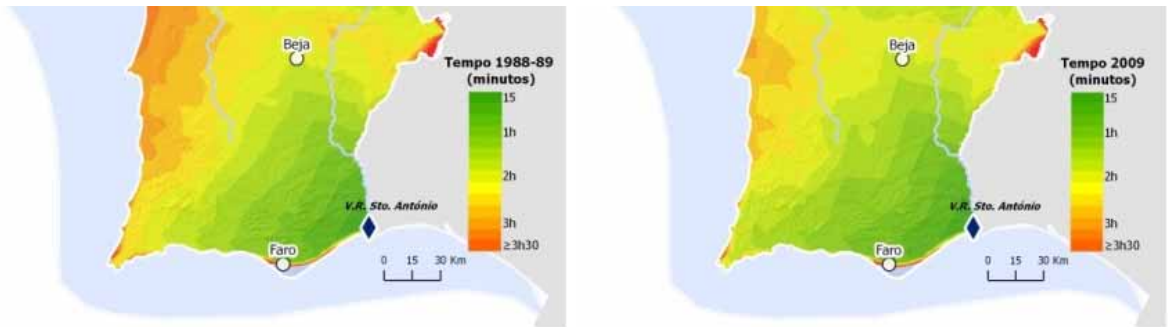 Beja
Tempo 1988-89
(minutos)
15
1h
2h
3h
≥3h30
V.R. Sto. António
Faro
0 15 30 Km
Beja
Tempo 2009
(minutos)
15
1h
2h
3h
≥3h30
V.R. Sto. António
Faro
0 15 30 Km